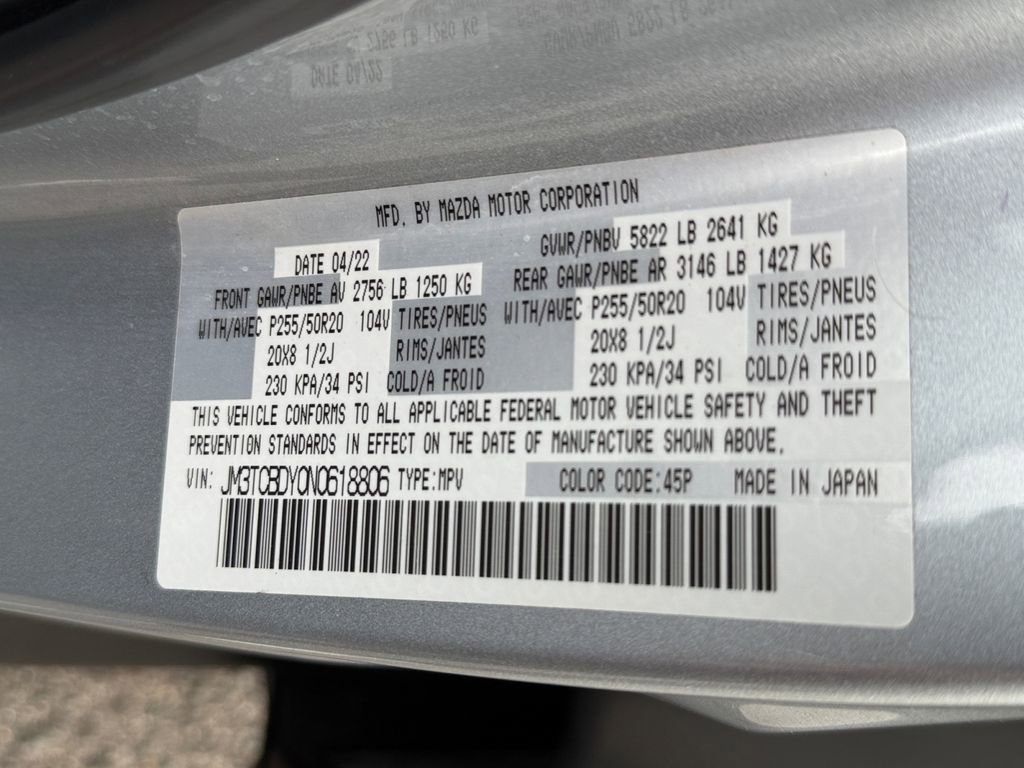 MFD. BY MAZDA MOTOR CORPORATION
DATE 04/22 GVWR/PNBV 5822 LB 2641 KG
FRONT GAWR/PNBE AV 2756 LB 1250 KG REAR GAWR/PNBE AR 3146 LB 1427 KG
WITH/AVEC P255/50R20 104V TIRES/PNEUS WITH/AVEC P255/50R20 104V TIRES/PNEUS
20X8 1/2J RIMS/JANTES 20X8 1/2J RIMS/JANTES
230 KPA/34 PSI COLD/A FROID 230 KPA/34 PSI COLD/A FROID
THIS VEHICLE CONFORMS TO ALL APPLICABLE FEDERAL MOTOR VEHICLE SAFETY AND THEFT
PREVENTION STANDARDS IN EFFECT ON THE DATE OF MANUFACTURE SHOWN ABOVE.
VIN: JM3TCBDY0N0618806 TYPE:MPV COLOR CODE:45P MADE IN JAPAN